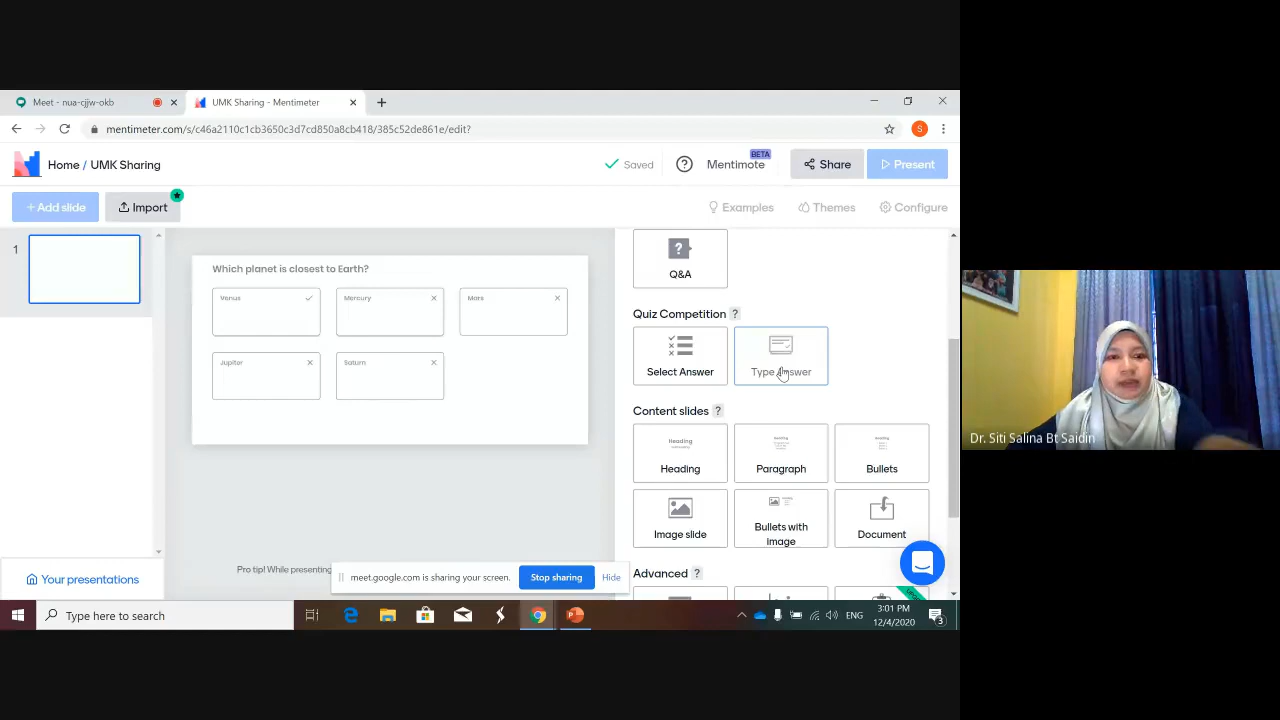 Meet - nua-cjjw-okb
UMK Sharing - Mentimeter
mentimeter.com/s/c46a2110c1cb3650c3d7cd850a8cb418/385c52de861e/edit?
S
Home / UMK Sharing
Saved
Mentimote
BETA
Share
Present
+ Add slide
Import
Examples
Themes
Configure
1
Which planet is closest to Earth?
Venus
Mercury
Mars
Jupiter
Saturn
Q&A
Quiz Competition ?
Select Answer
Type Answer
Content slides ?
Heading
Heading
Heading
Heading
Paragraph
Bullets
Image slide
Bullets with image
Document
Advanced ?
Your presentations
Pro tip! While presenting
meet.google.com is sharing your screen.
Stop sharing
Hide
Type here to search
ENG
3:01 PM
12/4/2020
3
Dr. Siti Salina Bt Saidin